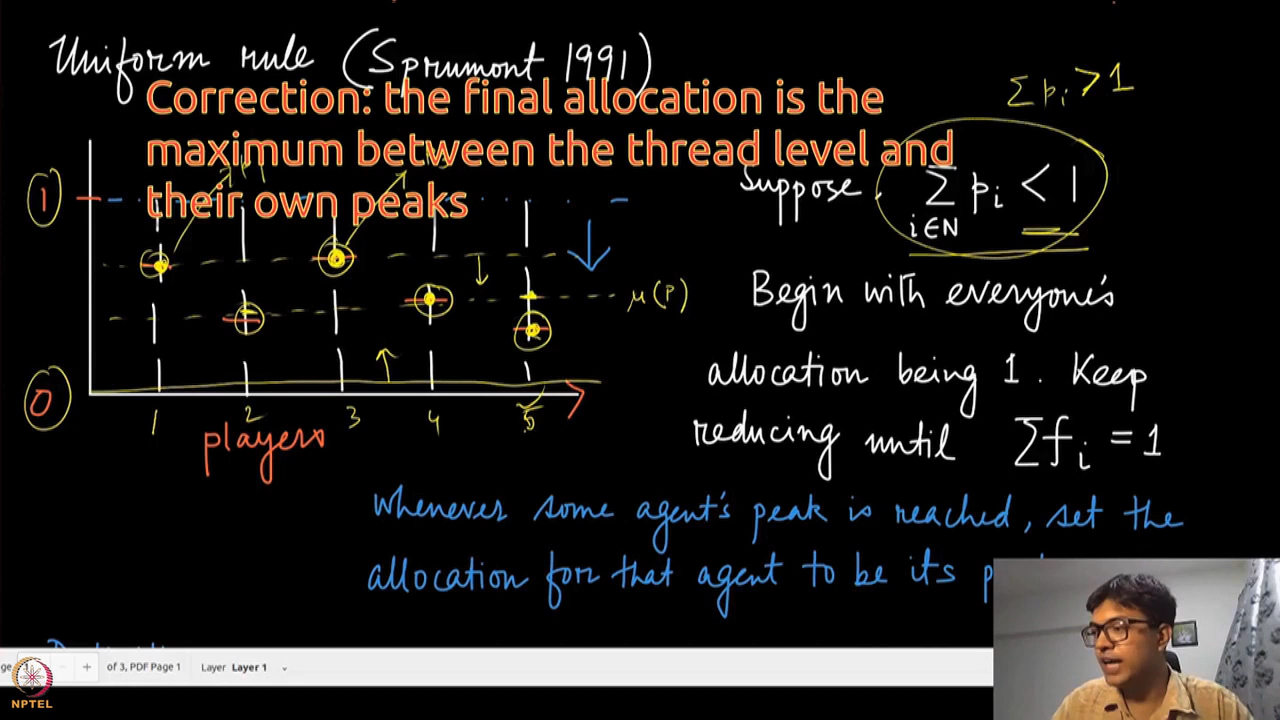 Uniform rule (Sprumont 1991)
Correction: the final allocation is the
maximum between the thread level and
their own peaks
Σ pi > 1
Suppose . Σ pi < 1
i ∈ N
1
0
μ(P)
1 2 3 4 5
players
Begin with everyone's
allocation being 1. Keep
reducing until Σ fi = 1
Whenever some agent's peak is reached, set the
allocation for that agent to be its
of 3, PDF Page 1 Layer Layer 1
NPTEL